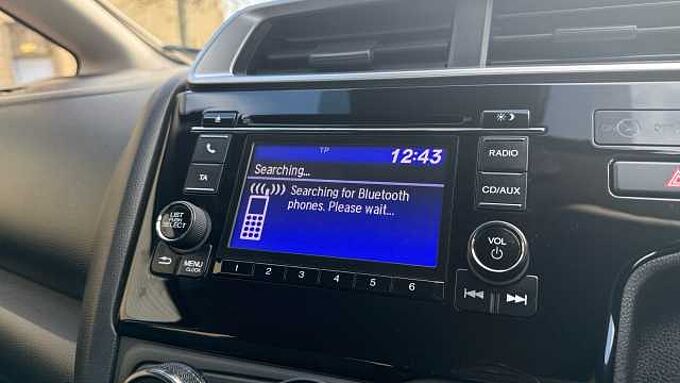 TP 12:43
Searching...
Searching for Bluetooth
phones. Please wait...
TA
LIST
PUSH
SELECT
MENU
CLOCK
1 2 3 4 5 6
RADIO
CD/AUX
VOL
ON